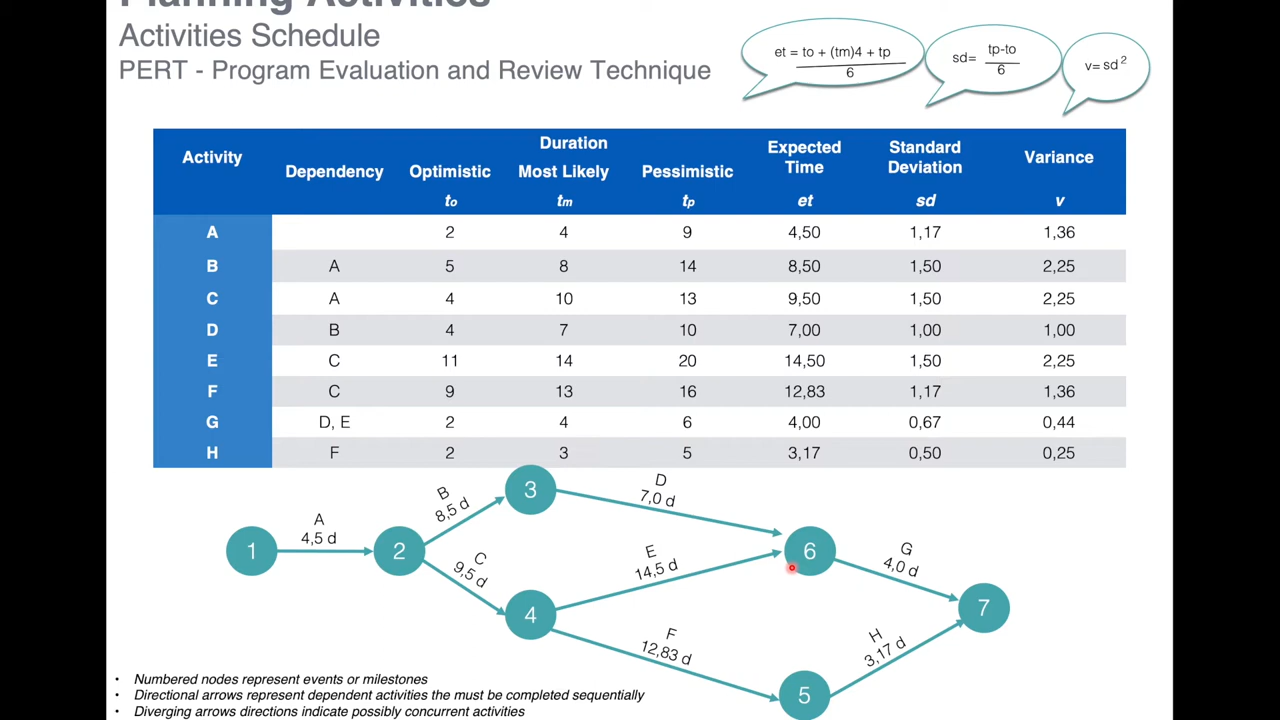 Planning Activities
Activities Schedule
PERT - Program Evaluation and Review Technique
et = to + (tm)4 + tp
6
sd= tp-to
6
v= sd 2
Activity Dependency Duration Expected Time Standard Deviation Variance
Optimistic Most Likely Pessimistic
to tm tp et sd v
A 2 4 9 4,50 1,17 1,36
B A 5 8 14 8,50 1,50 2,25
C A 4 10 13 9,50 1,50 2,25
D B 4 7 10 7,00 1,00 1,00
E C 11 14 20 14,50 1,50 2,25
F C 9 13 16 12,83 1,17 1,36
G D, E 2 4 6 4,00 0,67 0,44
H F 2 3 5 3,17 0,50 0,25
1
A
4,5 d
2
B
8,5 d
3
D
7,0 d
C
9,5 d
4
E
14,5 d
6
G
4,0 d
7
F
12,83 d
5
H
3,17 d
• Numbered nodes represent events or milestones
• Directional arrows represent dependent activities the must be completed sequentially
• Diverging arrows directions indicate possibly concurrent activities